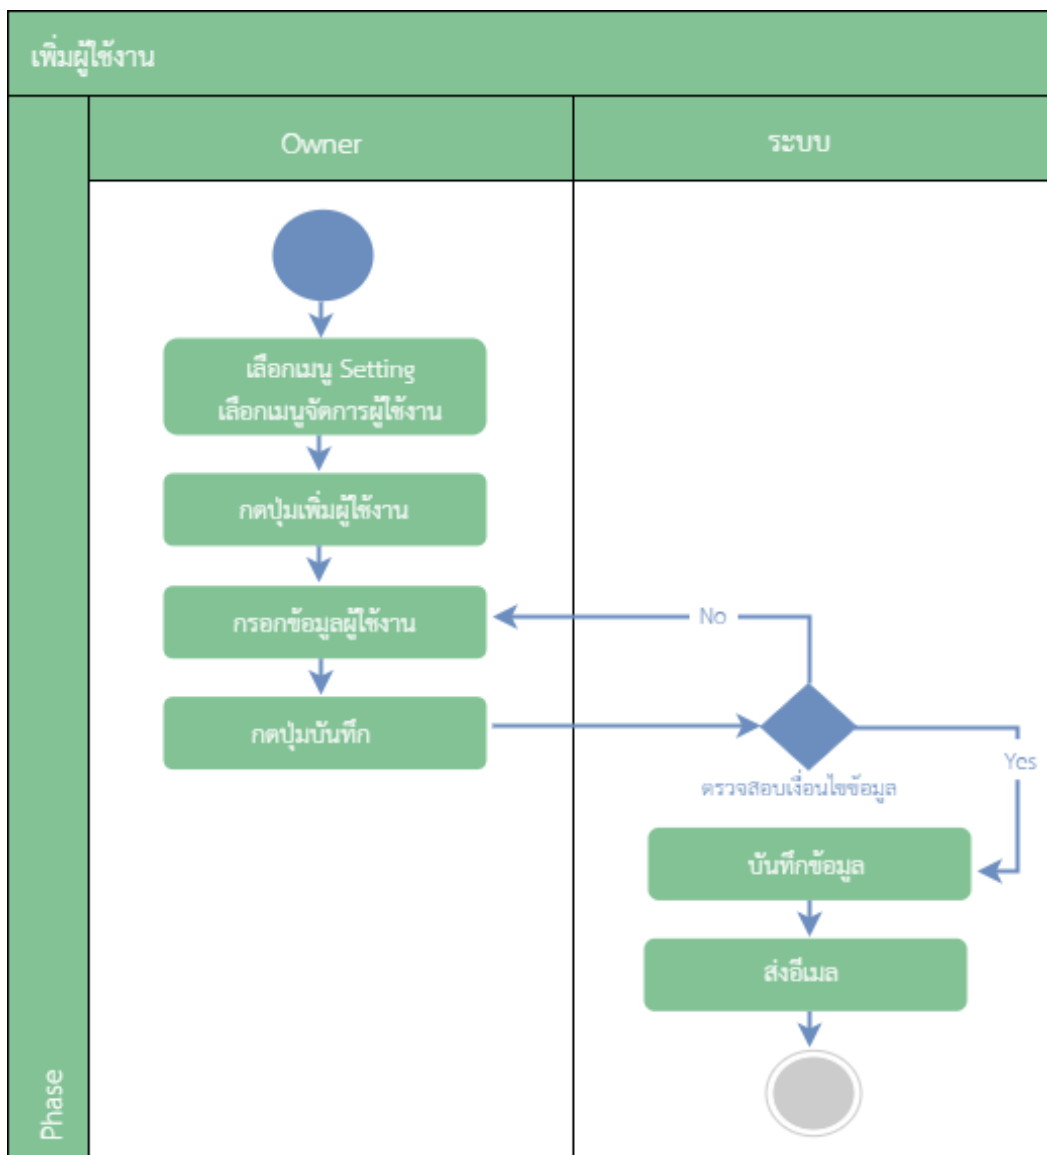 เพิ่มผู้ใช้งาน
Owner
ระบบ
เลือกเมนู Setting
เลือกเมนูจัดการผู้ใช้งาน
กดปุ่มเพิ่มผู้ใช้งาน
กรอกข้อมูลผู้ใช้งาน
No
กดปุ่มบันทึก
Yes
ตรวจสอบเงื่อนไขข้อมูล
บันทึกข้อมูล
ส่งอีเมล
Phase